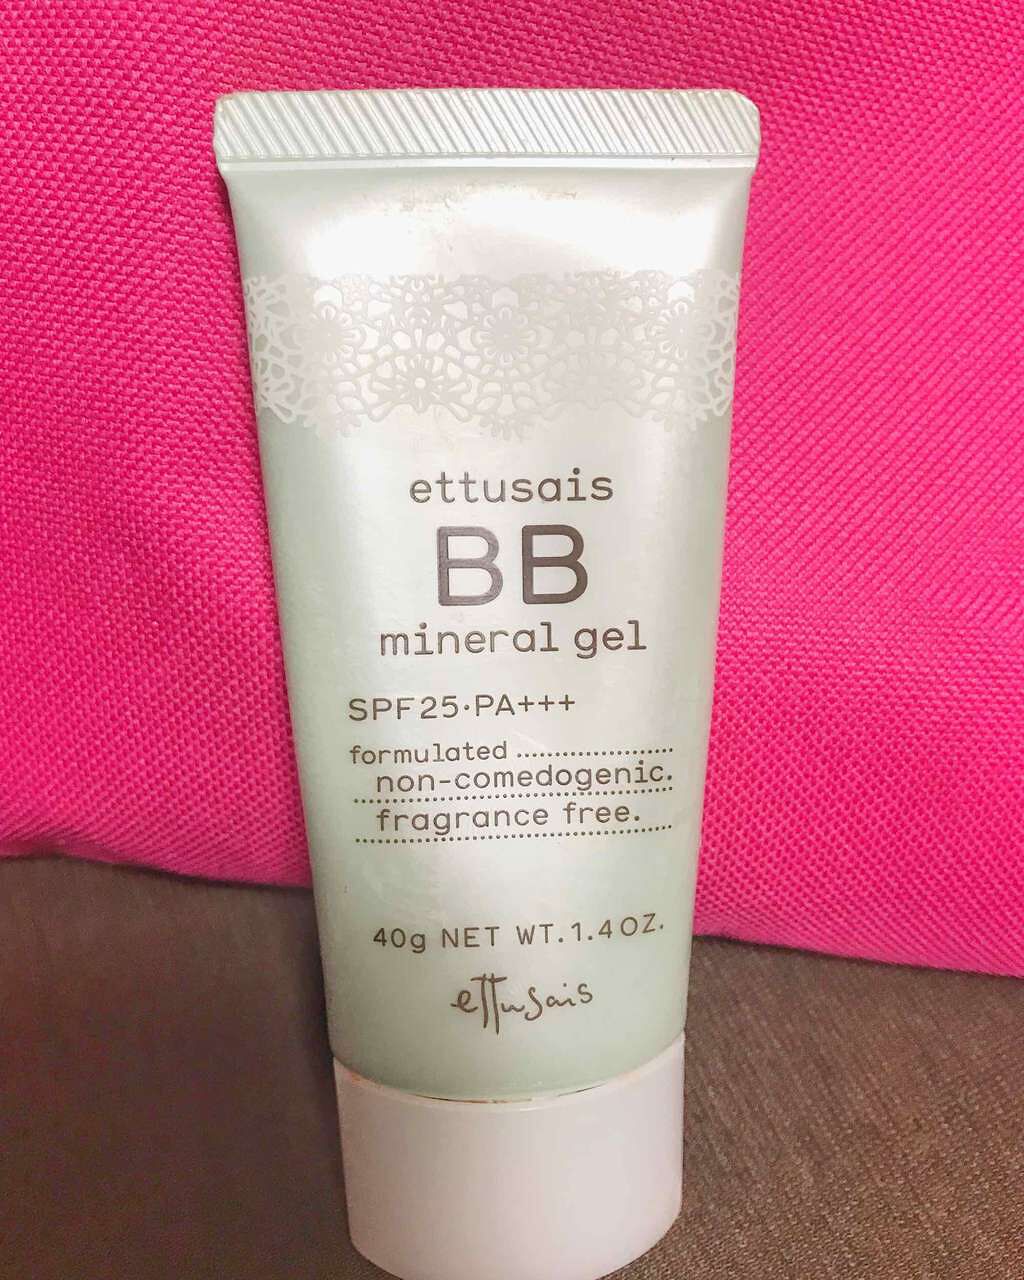 ettusais
BB
mineral gel
SPF25·PA+++
formulated
non-comedogenic.
fragrance free.
40g NET WT.1.4OZ.
ettusais